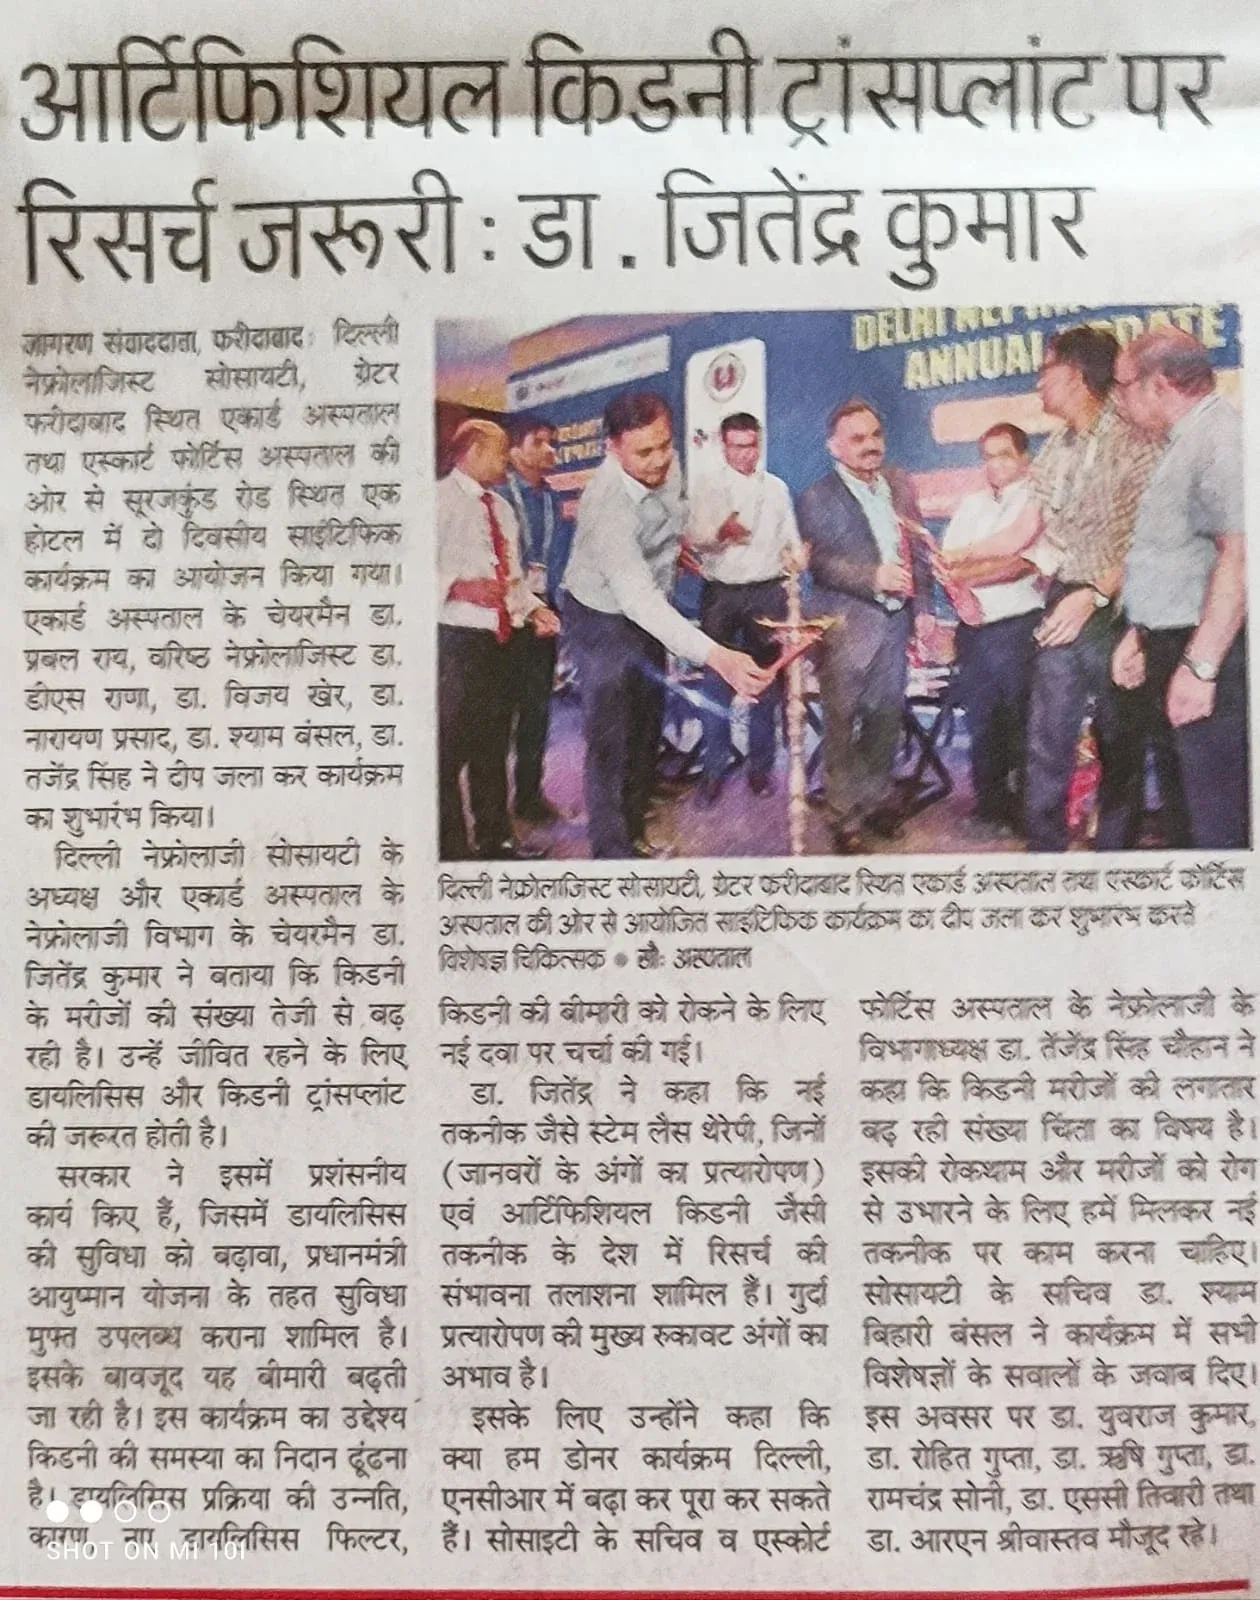 आर्टिफिशियल किडनी ट्रांसप्लांट पर
रिसर्च जरूरी : डा . जितेंद्र कुमार
जागरण संवाददाता, फरीदाबाद : दिल्ली
नेफ्रोलाजिस्ट सोसायटी, ग्रेटर
फरीदाबाद स्थित एकार्ड अस्पताल
तथा एस्कार्ट फोर्टिस अस्पताल की
ओर से सूरजकुंड रोड स्थित एक
होटल में दो दिवसीय साइंटिफिक
कार्यक्रम का आयोजन किया गया।
एकार्ड अस्पताल के चेयरमैन डा.
प्रबल राय, वरिष्ठ नेफ्रोलाजिस्ट डा.
डीएस राणा, डा. विजय खेर, डा.
नारायण प्रसाद, डा. श्याम बंसल, डा.
तजेंद्र सिंह ने दीप जला कर कार्यक्रम
का शुभारंभ किया।
दिल्ली नेफ्रोलाजी सोसायटी के
अध्यक्ष और एकार्ड अस्पताल के
नेफ्रोलाजी विभाग के चेयरमैन डा.
जितेंद्र कुमार ने बताया कि किडनी
के मरीजों की संख्या तेजी से बढ़
रही है। उन्हें जीवित रहने के लिए
डायलिसिस और किडनी ट्रांसप्लांट
की जरूरत होती है।
सरकार ने इसमें प्रशंसनीय
कार्य किए हैं, जिसमें डायलिसिस
की सुविधा को बढ़ावा, प्रधानमंत्री
आयुष्मान योजना के तहत सुविधा
मुफ्त उपलब्ध कराना शामिल है।
इसके बावजूद यह बीमारी बढ़ती
जा रही है। इस कार्यक्रम का उद्देश्य
किडनी की समस्या का निदान ढूंढ़ना
है। डायलिसिस प्रक्रिया की उन्नति,
कारण, नए डायलिसिस फिल्टर,
SHOT ON MI 10I
DELHI
ANNUAL UPDATE
दिल्ली नेफ्रोलाजिस्ट सोसायटी, ग्रेटर फरीदाबाद स्थित एकार्ड अस्पताल तथा एस्कार्ट फोर्टिस
अस्पताल की ओर से आयोजित साइंटिफिक कार्यक्रम का दीप जला कर शुभारंभ करते
विशेषज्ञ चिकित्सक ● सौः अस्पताल
किडनी की बीमारी को रोकने के लिए
नई दवा पर चर्चा की गई।
डा. जितेंद्र ने कहा कि नई
तकनीक जैसे स्टेम लैस थेरेपी, जिनों
(जानवरों के अंगों का प्रत्यारोपण)
एवं आर्टिफिशियल किडनी जैसी
तकनीक के देश में रिसर्च की
संभावना तलाशना शामिल है। गुर्दा
प्रत्यारोपण की मुख्य रुकावट अंगों का
अभाव है।
इसके लिए उन्होंने कहा कि
क्या हम डोनर कार्यक्रम दिल्ली,
एनसीआर में बढ़ा कर पूरा कर सकते
हैं। सोसाइटी के सचिव व एस्कोर्ट
फोर्टिस अस्पताल के नेफ्रोलाजी के
विभागाध्यक्ष डा. तेंजेंद्र सिंह चौहान ने
कहा कि किडनी मरीजों की लगातार
बढ़ रही संख्या चिंता का विषय है।
इसकी रोकथाम और मरीजों को रोग
से उभारने के लिए हमें मिलकर नई
तकनीक पर काम करना चाहिए।
सोसायटी के सचिव डा. श्याम
बिहारी बंसल ने कार्यक्रम में सभी
विशेषज्ञों के सवालों के जवाब दिए।
इस अवसर पर डा. युवराज कुमार,
डा. रोहित गुप्ता, डा. ऋषि गुप्ता, डा.
रामचंद्र सोनी, डा. एससी तिवारी तथा
डा. आरएन श्रीवास्तव मौजूद रहे।